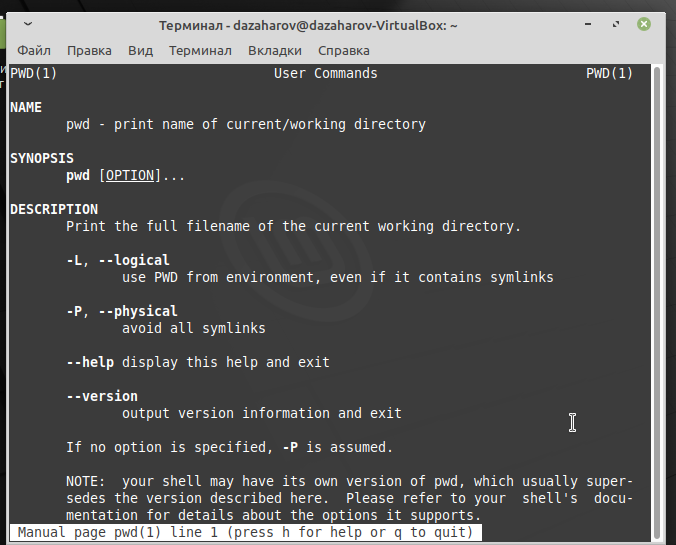 Терминал - dazaharov@dazaharov-VirtualBox: ~
Файл Правка Вид Терминал Вкладки Справка
PWD(1) User Commands PWD(1)
NAME
pwd - print name of current/working directory
SYNOPSIS
pwd [OPTION]...
DESCRIPTION
Print the full filename of the current working directory.
-L, --logical
use PWD from environment, even if it contains symlinks
-P, --physical
avoid all symlinks
--help display this help and exit
--version
output version information and exit
If no option is specified, -P is assumed.
NOTE: your shell may have its own version of pwd, which usually super-
sedes the version described here. Please refer to your shell's docu-
mentation for details about the options it supports.
Manual page pwd(1) line 1 (press h for help or q to quit)